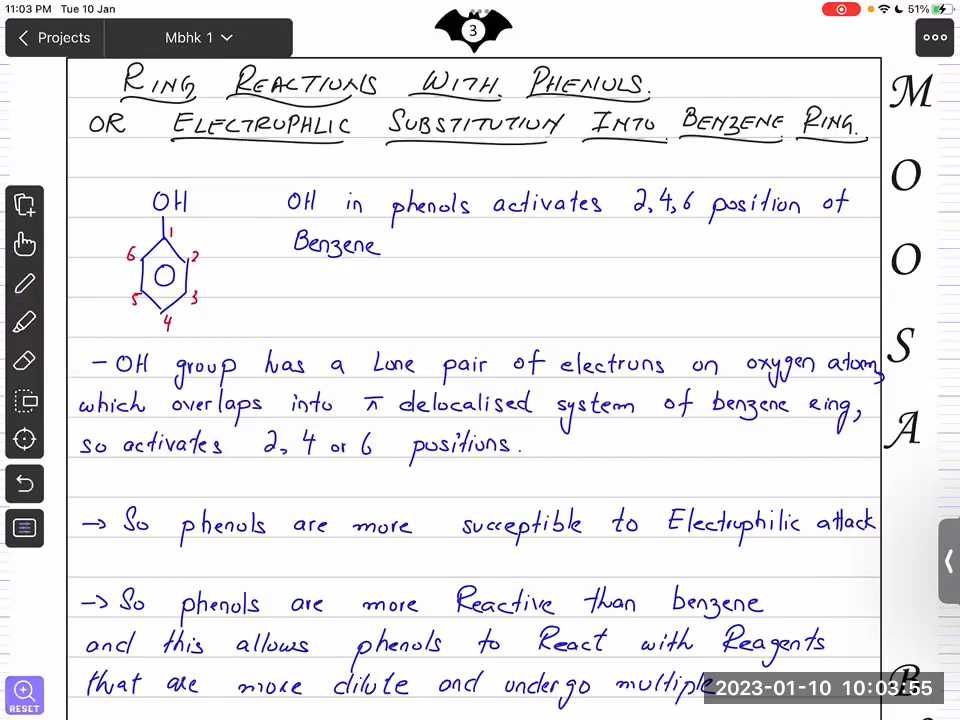 11:03 PM Tue 10 Jan
51%
Projects
Mbhk 1
3
RING REACTIONS WITH PHENOLS.
OR ELECTROPHLIC SUBSTITUTION INTO BENZENE RING.
OH
1
6 2
5 3
4
OH in phenols activates 2,4,6 position of
Benzene
- OH group has a Lone pair of electrons on oxygen atom,
which overlaps into π delocalised system of benzene ring,
so activates 2, 4 or 6 positions.
→ So phenols are more succeptible to Electrophilic attack
→ So phenols are more Reactive than benzene
and this allows phenols to React with Reagents
that are more dilute and undergo multiple
M
O
O
S
A
B
RESET
2023-01-10 10:03:55